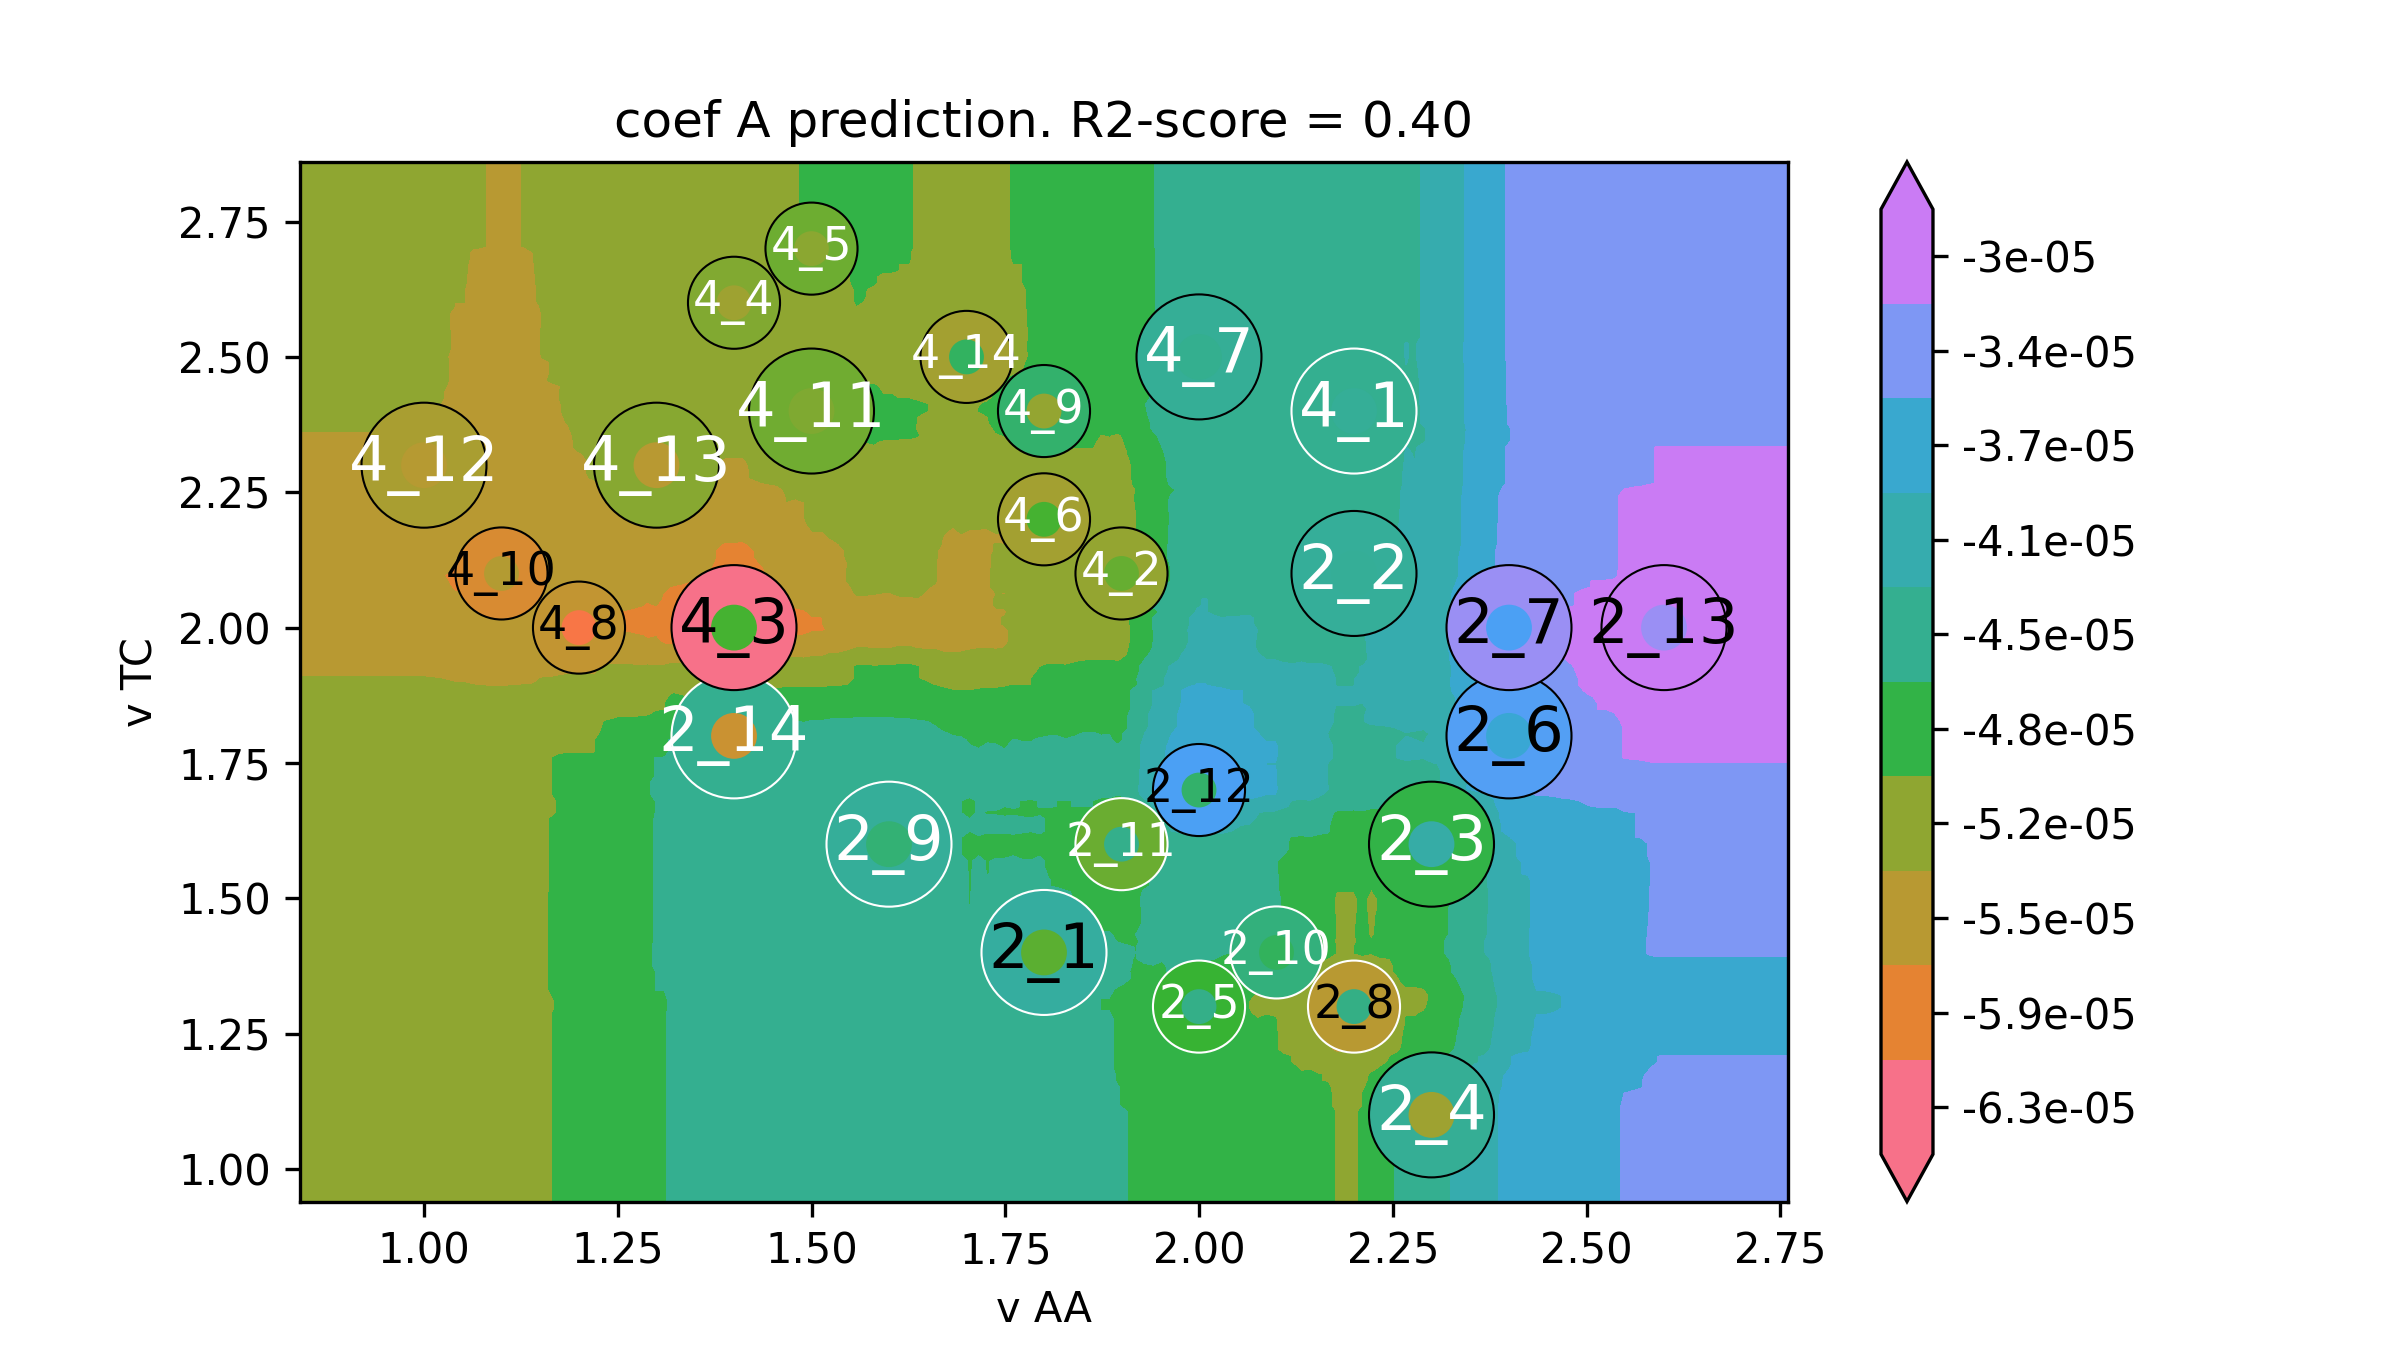 coef A prediction. R2-score = 0.40
v TC
2.75
2.50
2.25
2.00
1.75
1.50
1.25
1.00
4_5
4_4
4_14
4_7
4_11
4_9
4_1
4_12
4_13
4_6
4_10
4_2
2_2
4_8
4_3
2_7
2_13
2_14
2_6
2_12
2_9
2_11
2_3
2_1
2_10
2_5
2_8
2_4
1.00 1.25 1.50 1.75 2.00 2.25 2.50 2.75
v AA
-3e-05
-3.4e-05
-3.7e-05
-4.1e-05
-4.5e-05
-4.8e-05
-5.2e-05
-5.5e-05
-5.9e-05
-6.3e-05